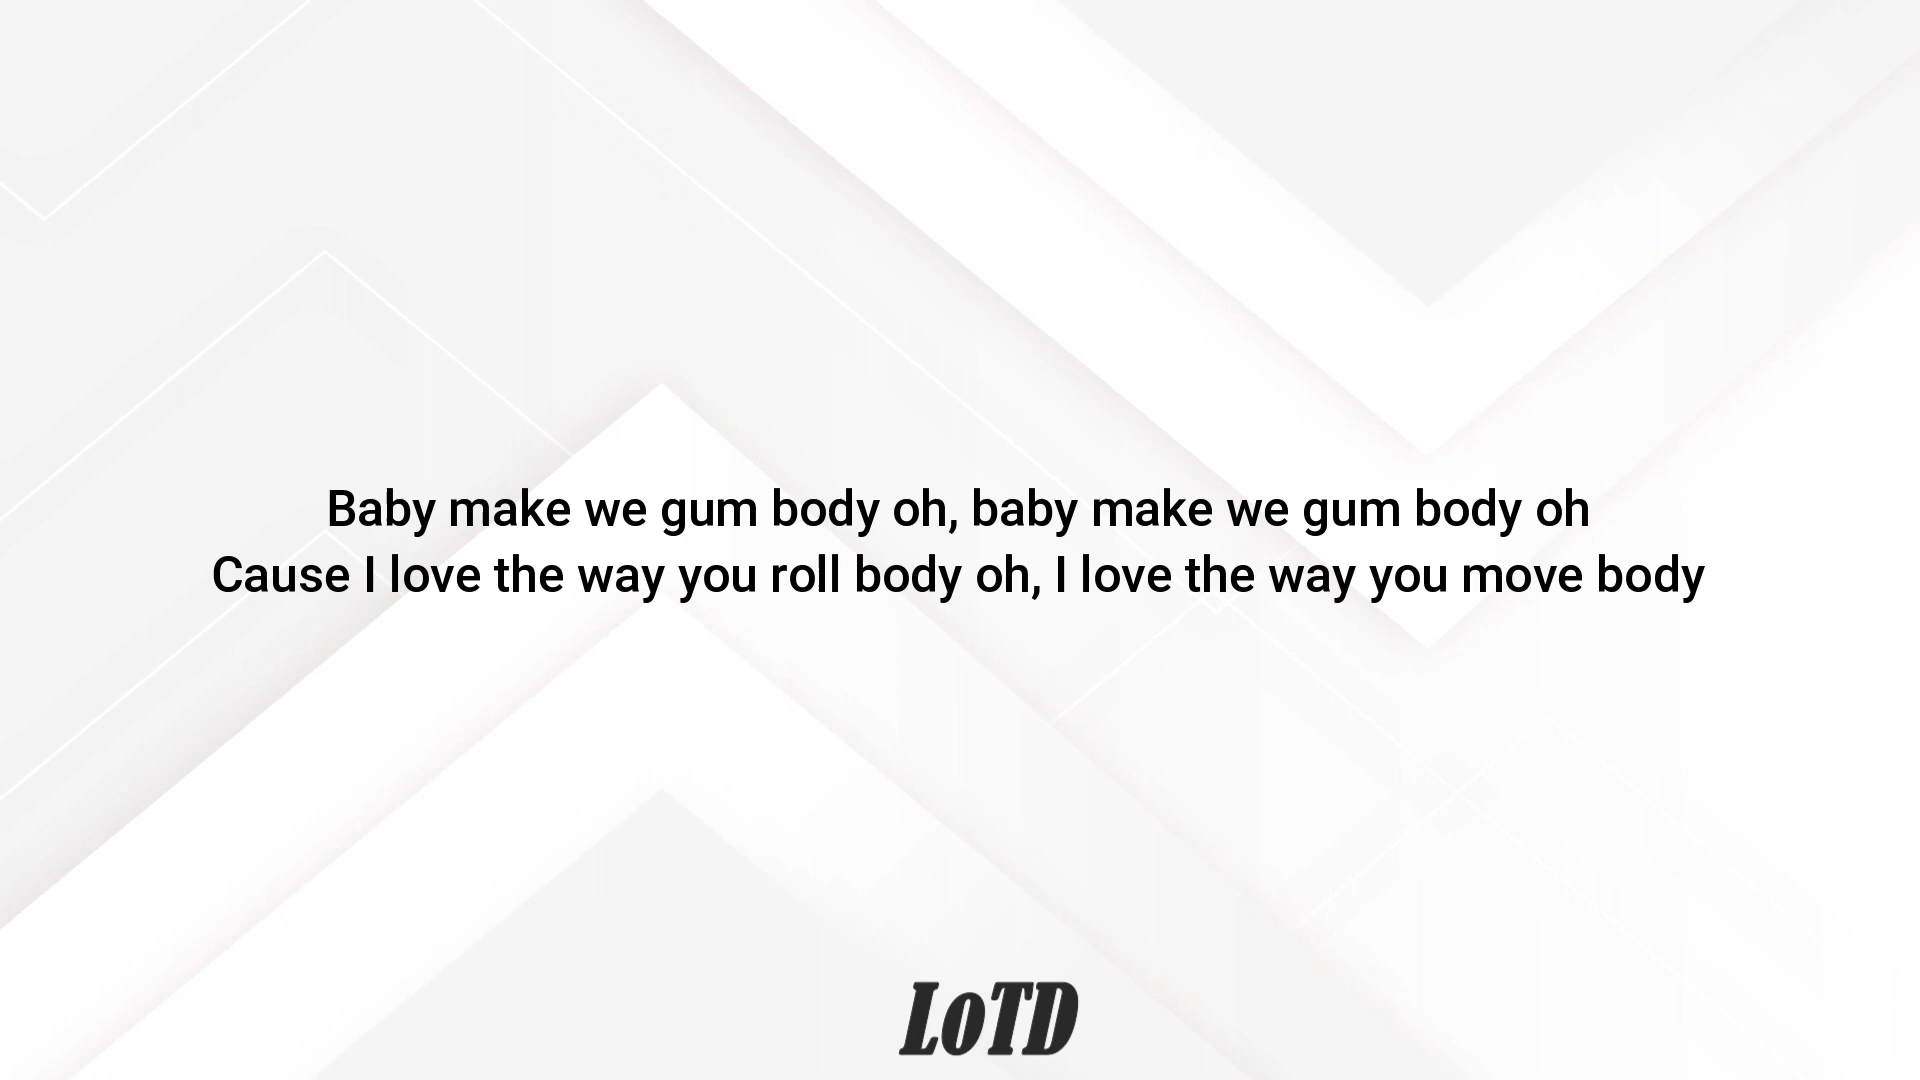 Baby make we gum body oh, baby make we gum body oh
Cause I love the way you roll body oh, I love the way you move body
LoTD